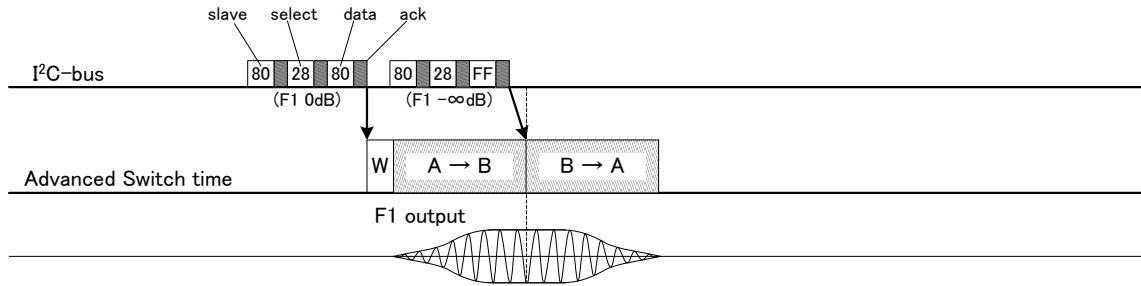 slave select data ack
I²C-bus
80 28 80 80 28 FF
(F1 0dB) (F1 −∞dB)
W A → B B → A
Advanced Switch time
F1 output